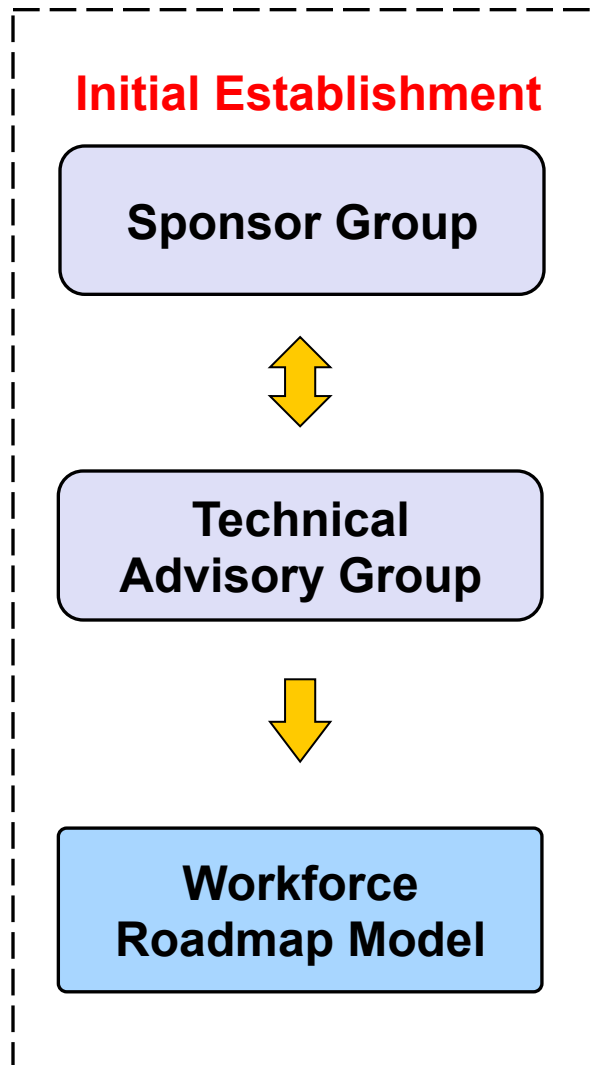 Initial Establishment
Sponsor Group
Technical
Advisory Group
Workforce
Roadmap Model